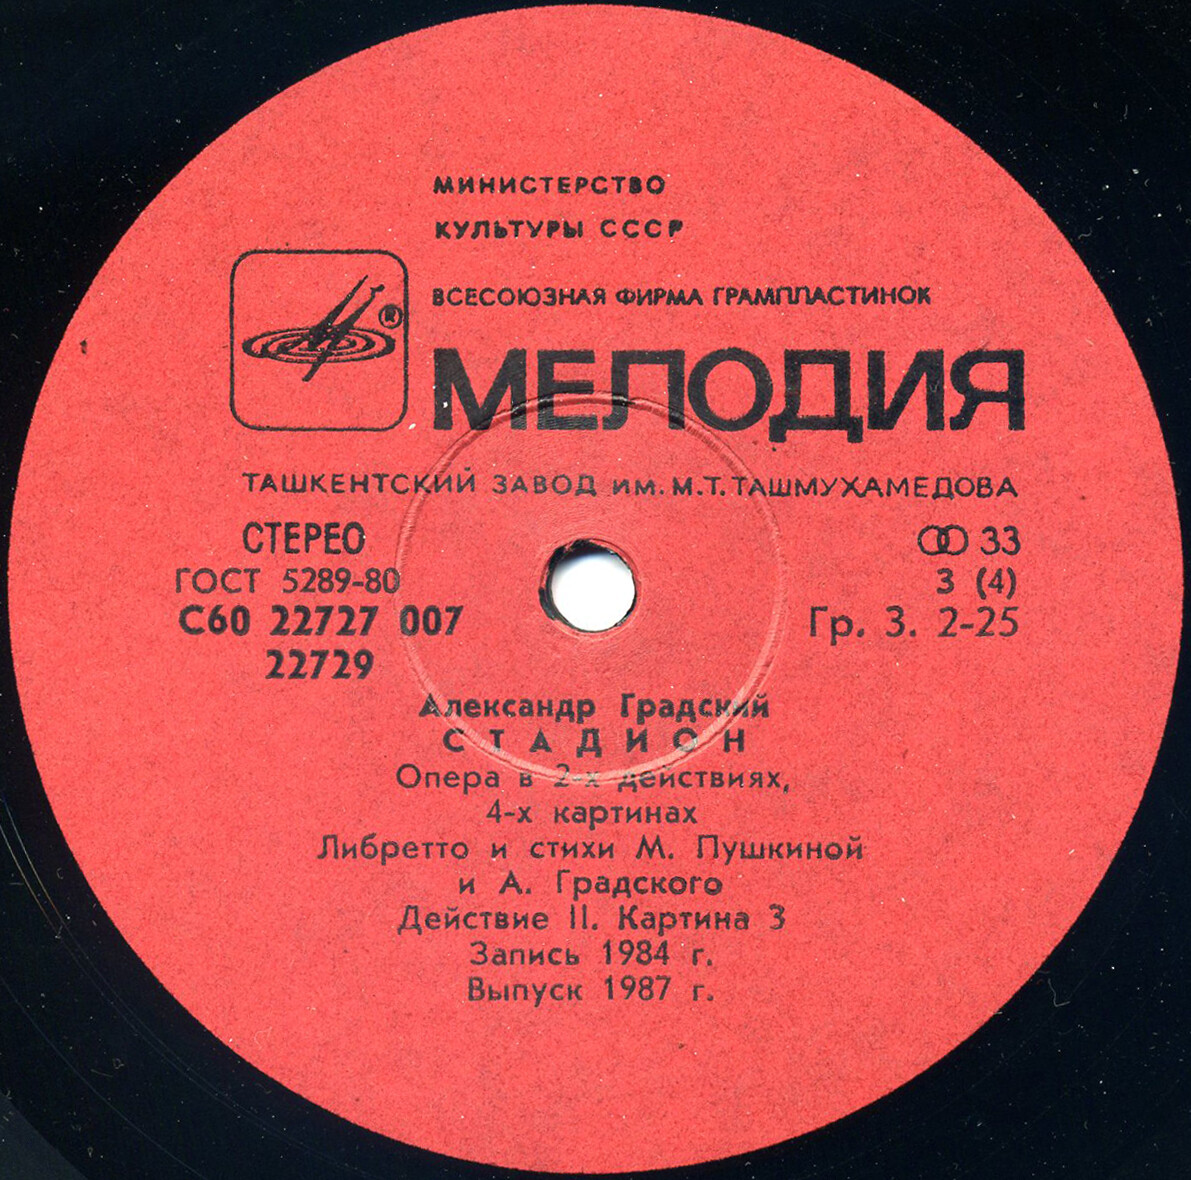 МИНИСТЕРСТВО
КУЛЬТУРЫ СССР
ВСЕСОЮЗНАЯ ФИРМА ГРАМПЛАСТИНОК
®
МЕЛОДИЯ
ТАШКЕНТСКИЙ ЗАВОД ИМ. М.Т. ТАШМУХАМЕДОВА
СТЕРЕО
ГОСТ 5289-80
С60 22727 007
22729
33
3 (4)
Гр. 3. 2-25
Александр Градский
СТАДИОН
Опера в 2-х действиях,
4-х картинах
Либретто и стихи М. Пушкиной
и А. Градского
Действие II. Картина 3
Запись 1984 г.
Выпуск 1987 г.